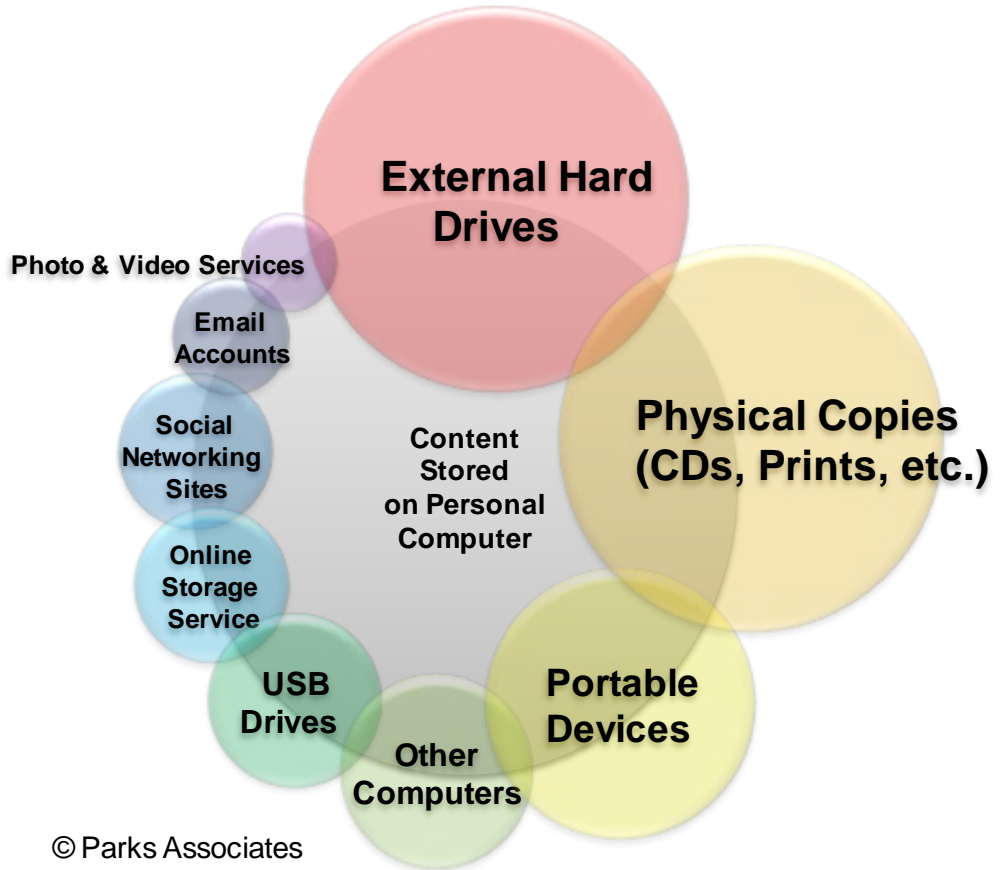 External Hard
Drives
Photo & Video Services
Email
Accounts
Physical Copies
(CDs, Prints, etc.)
Social
Networking
Sites
Content
Stored
on Personal
Computer
Online
Storage
Service
USB
Drives
Portable
Devices
Other
Computers
© Parks Associates